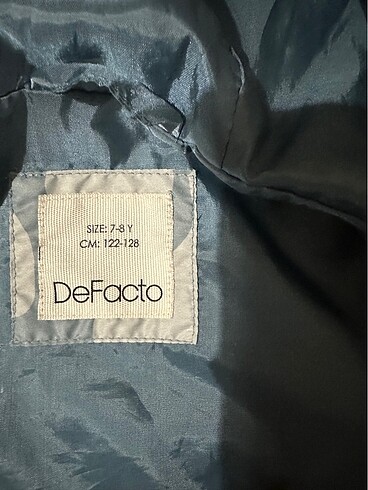 SIZE: 7-8 Y
CM: 122-128
DeFacto